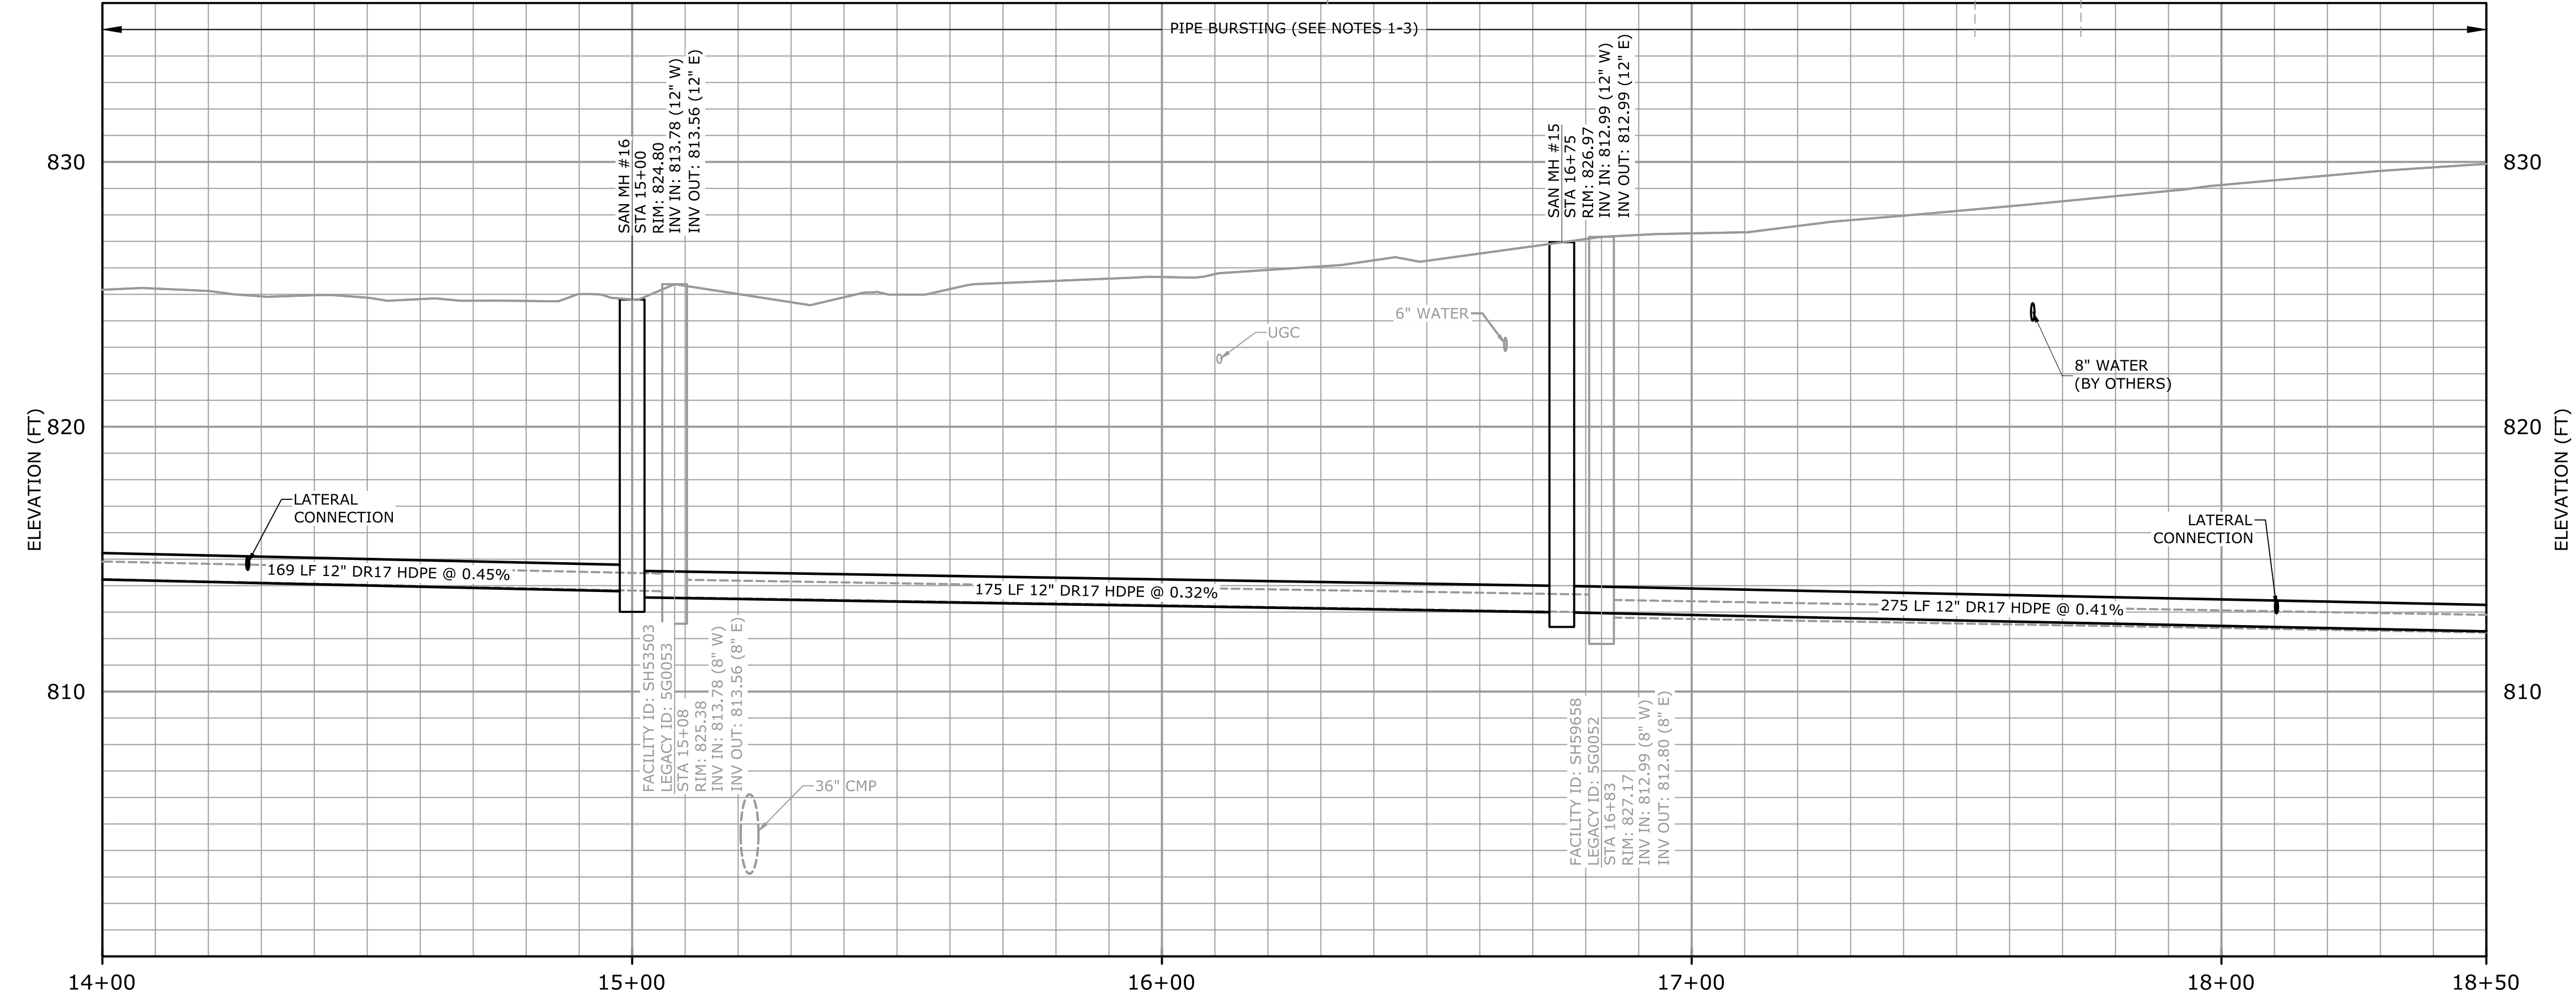 PIPE BURSTING (SEE NOTES 1-3)
SAN MH #16
STA 15+00
RIM: 824.80
INV IN: 813.78 (12" W)
INV OUT: 813.56 (12" E)
SAN MH #15
STA 16+75
RIM: 826.97
INV IN: 812.99 (12" W)
INV OUT: 812.99 (12" E)
830
830
6" WATER
UGC
8" WATER
(BY OTHERS)
820
820
ELEVATION (FT)
ELEVATION (FT)
LATERAL
CONNECTION
LATERAL
CONNECTION
169 LF 12" DR17 HDPE @ 0.45%
175 LF 12" DR17 HDPE @ 0.32%
275 LF 12" DR17 HDPE @ 0.41%
FACILITY ID: SH53503
LEGACY ID: 5G0053
STA 15+08
RIM: 825.38
INV IN: 813.78 (8" W)
INV OUT: 813.56 (8" E)
810
810
FACILITY ID: SH59658
LEGACY ID: 5G0052
STA 16+83
RIM: 827.17
INV IN: 812.99 (8" W)
INV OUT: 812.80 (8" E)
36" CMP
14+00
15+00
16+00
17+00
18+00
18+50